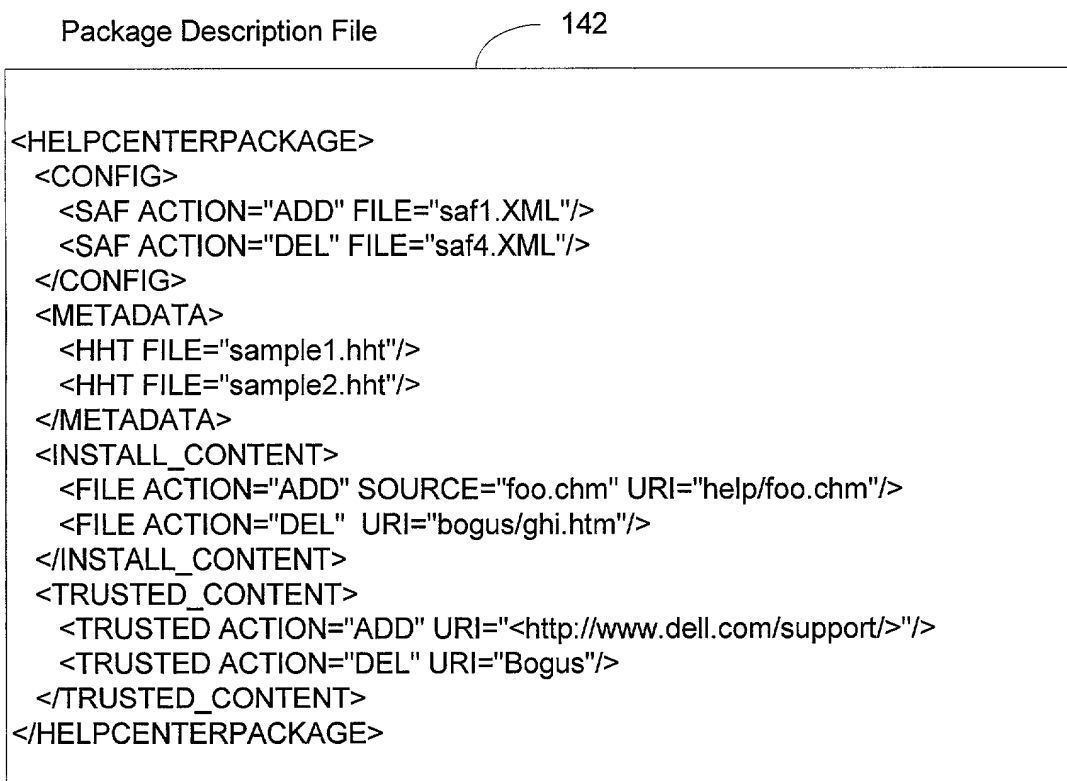 Package Description File 142
<HELPCENTERPACKAGE>
<CONFIG>
<SAF ACTION="ADD" FILE="saf1.XML"/>
<SAF ACTION="DEL" FILE="saf4.XML"/>
</CONFIG>
<METADATA>
<HHT FILE="sample1.hht"/>
<HHT FILE="sample2.hht"/>
</METADATA>
<INSTALL_CONTENT>
<FILE ACTION="ADD" SOURCE="foo.chm" URI="help/foo.chm"/>
<FILE ACTION="DEL" URI="bogus/ghi.htm"/>
</INSTALL_CONTENT>
<TRUSTED_CONTENT>
<TRUSTED ACTION="ADD" URI="<http://www.dell.com/support/>"/>
<TRUSTED ACTION="DEL" URI="Bogus"/>
</TRUSTED_CONTENT>
</HELPCENTERPACKAGE>